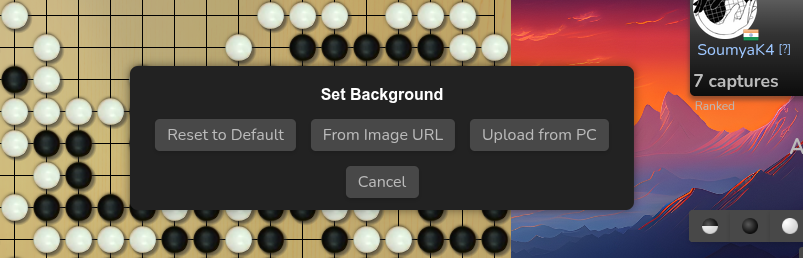 SoumyaK4 [?]
7 captures
Ranked
Set Background
Reset to Default
From Image URL
Upload from PC
Cancel
A